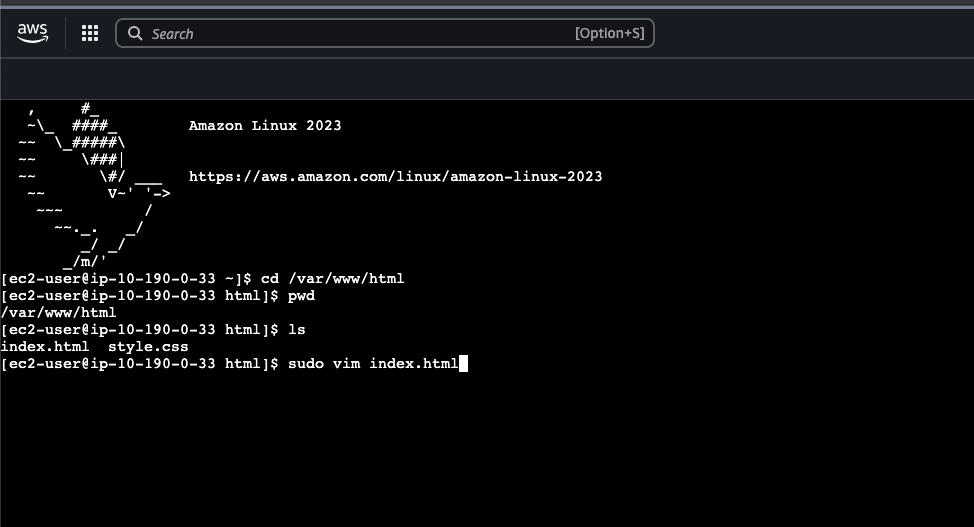 aws
Search [Option+S]
   ,     #_
   ~\_  ####_        Amazon Linux 2023
  ~~  \_#####\
  ~~     \###|
  ~~       \#/ ___   https://aws.amazon.com/linux/amazon-linux-2023
   ~~       V~' '->
    ~~~         /
      ~~._.   _/
         _/ _/
       _/m/'
[ec2-user@ip-10-190-0-33 ~]$ cd /var/www/html
[ec2-user@ip-10-190-0-33 html]$ pwd
/var/www/html
[ec2-user@ip-10-190-0-33 html]$ ls
index.html  style.css
[ec2-user@ip-10-190-0-33 html]$ sudo vim index.html